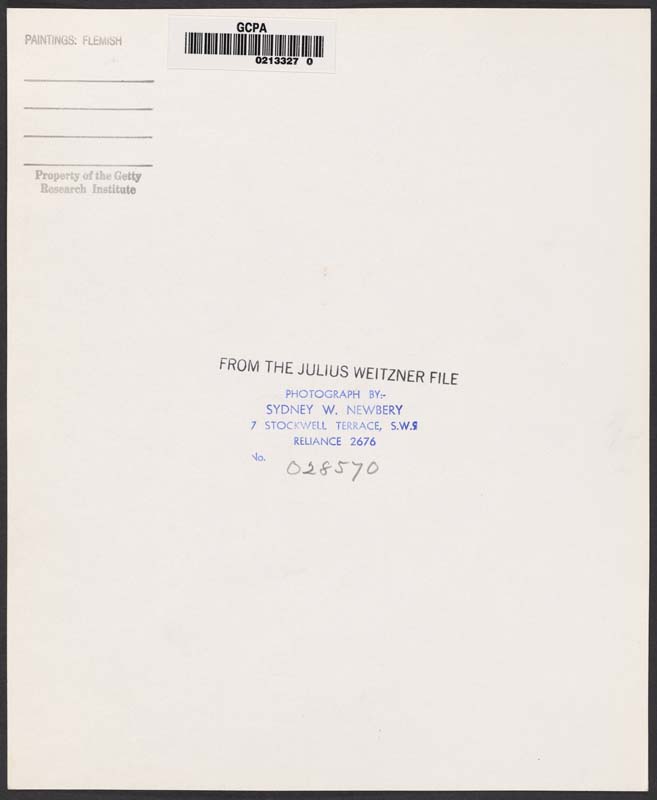 PAINTINGS: FLEMISH
GCPA
0213327 0
Property of the Getty
Research Institute
FROM THE JULIUS WEITZNER FILE
PHOTOGRAPH BY:-
SYDNEY W. NEWBERY
7 STOCKWELL TERRACE, S.W.9
RELIANCE 2676
No. 028570